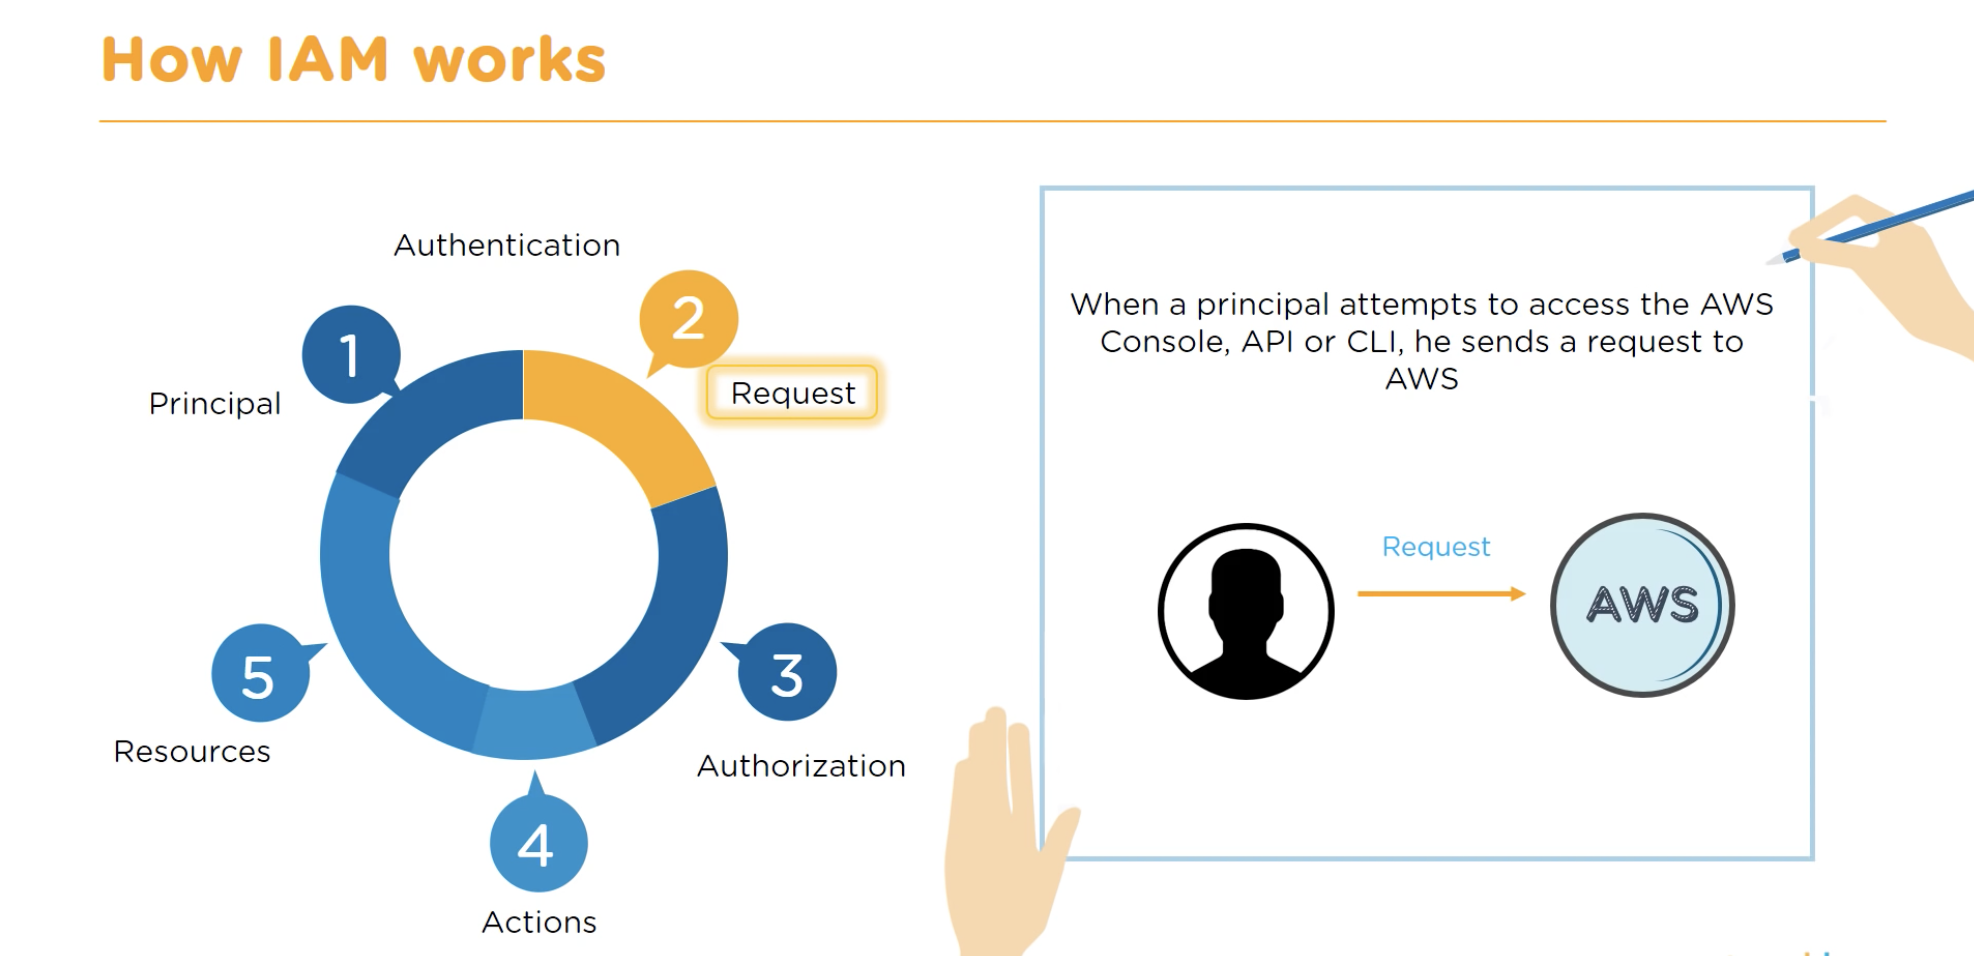 How IAM works
Authentication
1
2
Principal
Request
5
3
Resources
Authorization
4
Actions
When a principal attempts to access the AWS
Console, API or CLI, he sends a request to
AWS
Request
AWS